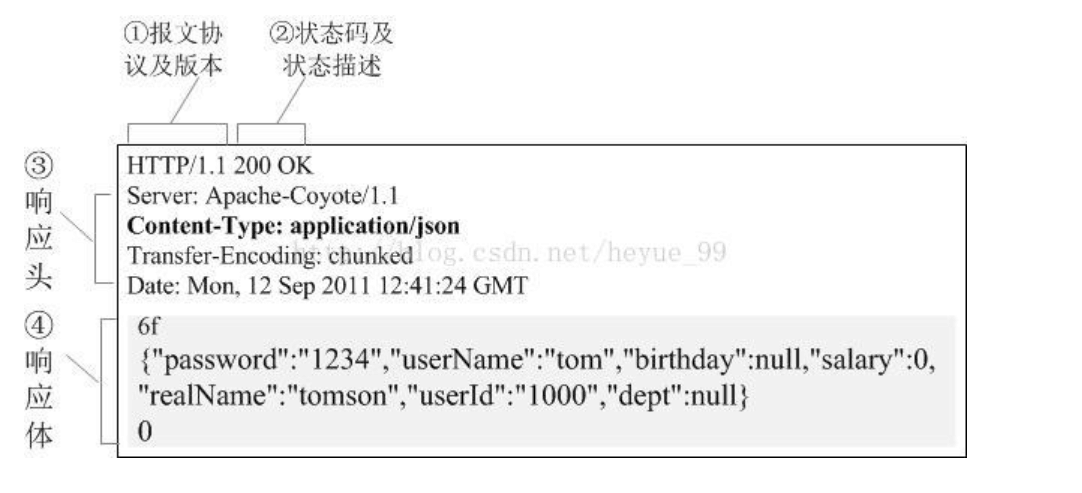 ①报文协
议及版本
②状态码及
状态描述
③
响
应
头
HTTP/1.1 200 OK
Server: Apache-Coyote/1.1
Content-Type: application/json
Transfer-Encoding: chunked
http://blog.csdn.net/heyue_99
Date: Mon, 12 Sep 2011 12:41:24 GMT
④
响
应
体
6f
{"password":"1234","userName":"tom","birthday":null,"salary":0,
"realName":"tomson","userId":"1000","dept":null}
0